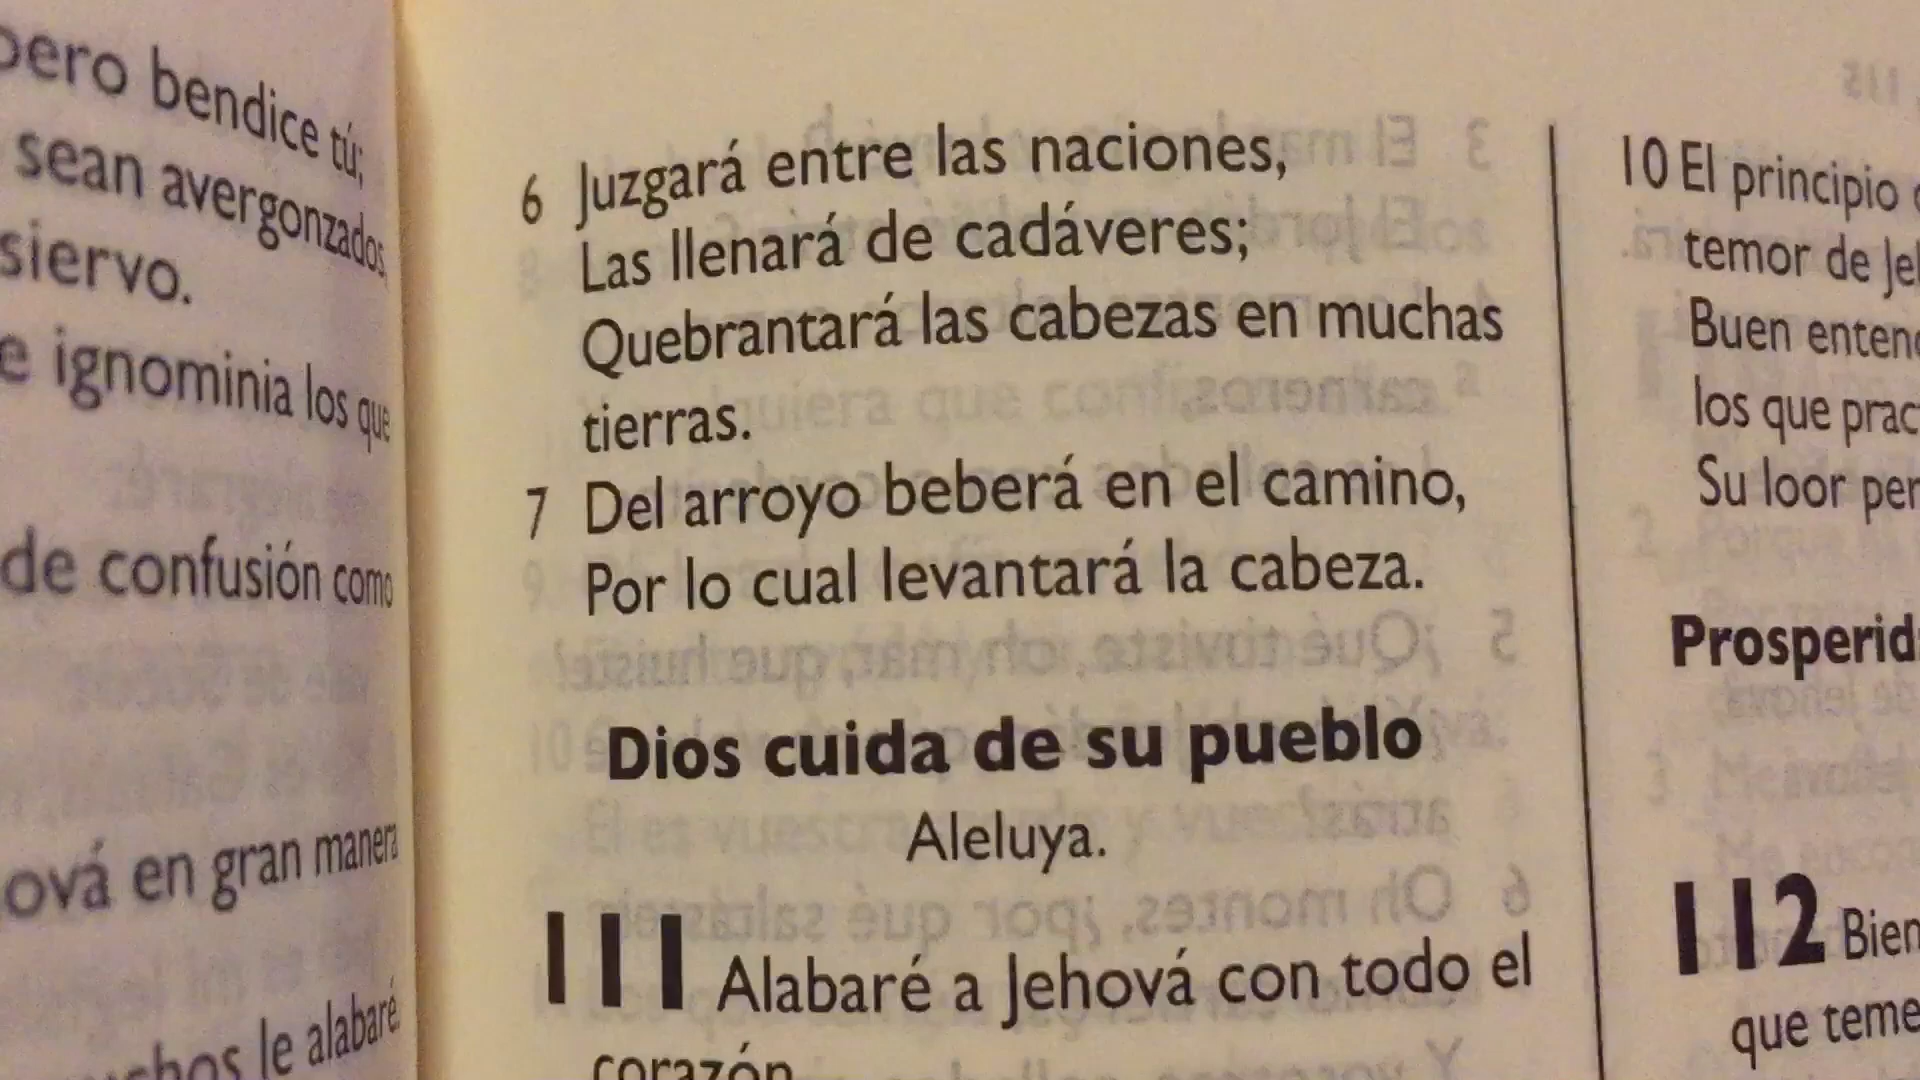 pero bendice tú;
sean avergonzados,
siervo.
e ignominia los que
de confusión como
ová en gran manera
le alabaré.
6 Juzgará entre las naciones,
Las llenará de cadáveres;
Quebrantará las cabezas en muchas
tierras.
7 Del arroyo beberá en el camino,
Por lo cual levantará la cabeza.
Dios cuida de su pueblo
Aleluya.
111 Alabaré a Jehová con todo el
corazón
10 El principio
temor de Je
Buen enten
los que prac
Su loor per
Prosperid
112 Bien
que teme